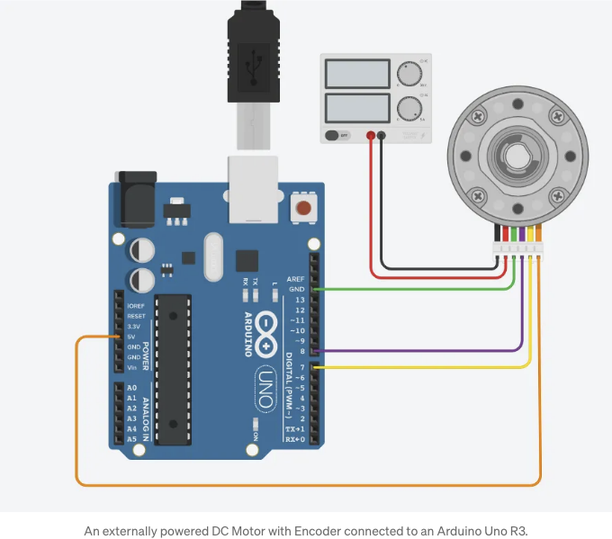 OFF
AREF
GND
13
12
~11
~10
~9
8
7
~6
~5
~4
~3
2
TX→1
RX←0
DIGITAL (PWM~)
IOREF
RESET
3.3V
5V
GND
GND
Vin
POWER
A0
A1
A2
A3
A4
A5
ANALOG IN
RX
TX
L
ARDUINO
UNO
ON
An externally powered DC Motor with Encoder connected to an Arduino Uno R3.